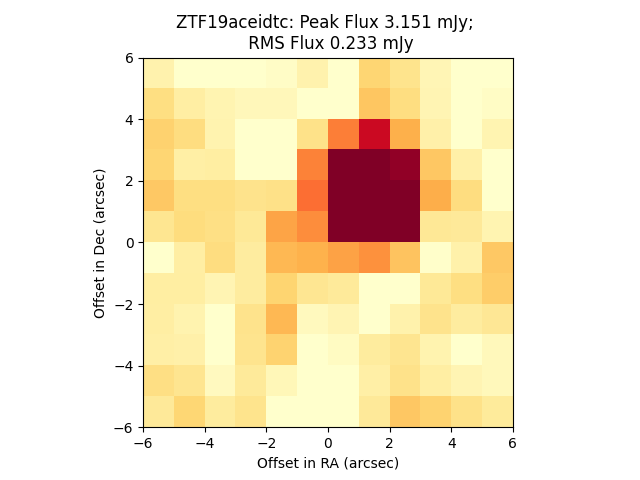 ZTF19aceidtc: Peak Flux 3.151 mJy;
RMS Flux 0.233 mJy
6
4
2
0
−2
−4
−6
Offset in Dec (arcsec)
−6 −4 −2 0 2 4 6
Offset in RA (arcsec)